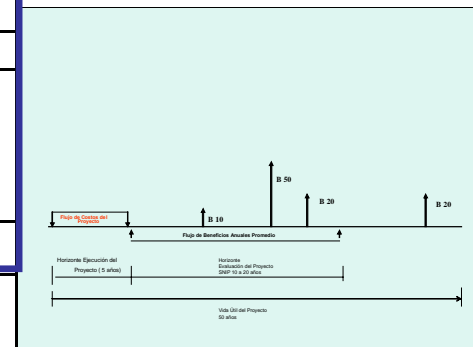 B 50
B 20
B 20
Flujo de Costos del
Proyecto
B 10
Flujo de Beneficios Anuales Promedio
Horizonte Ejecución del
Proyecto ( 5 años)
Horizonte
Evaluación del Proyecto
SNIP 10 a 20 años
Vida Útil del Proyecto
50 años